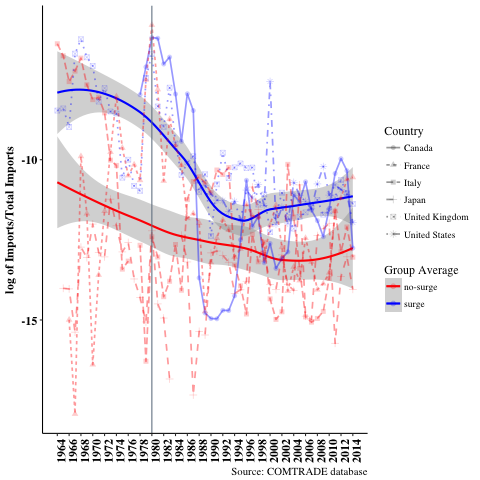 log of Imports/Total Imports
-10
-15
1964 1966 1968 1970 1972 1974 1976 1978 1980 1982 1984 1986 1988 1990 1992 1994 1996 1998 2000 2002 2004 2006 2008 2010 2012 2014
Source: COMTRADE database
Country
Canada
France
Italy
Japan
United Kingdom
United States
Group Average
no-surge
surge